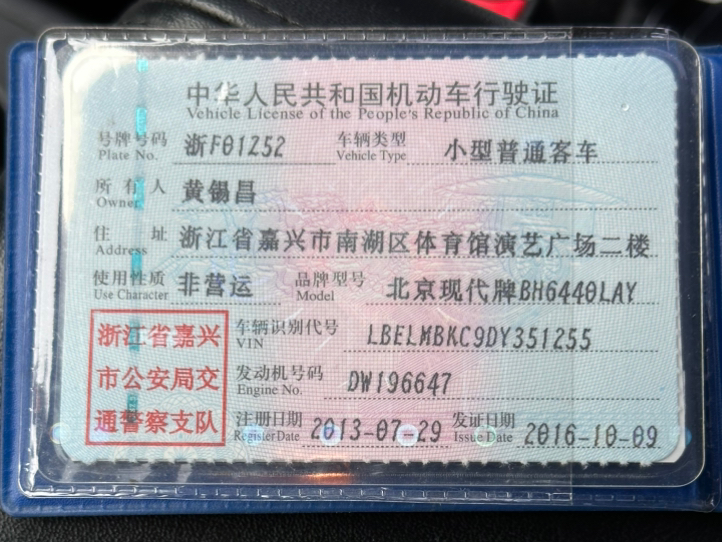 中华人民共和国机动车行驶证
Vehicle License of the People's Republic of China
号牌号码 浙F01252 车辆类型 小型普通客车
Plate No. Vehicle Type
所有人 黄锡昌
Owner
住址 浙江省嘉兴市南湖区体育馆演艺广场二楼
Address
使用性质 非营运 品牌型号 北京现代牌BH6440LAY
Use Character Model
浙江省嘉兴 车辆识别代号 LBELMBKC9DY351255
VIN
市公安局交 发动机号码 DW196647
Engine No.
通警察支队 注册日期 2013-07-29 发证日期 2016-10-09
Register Date Issue Date